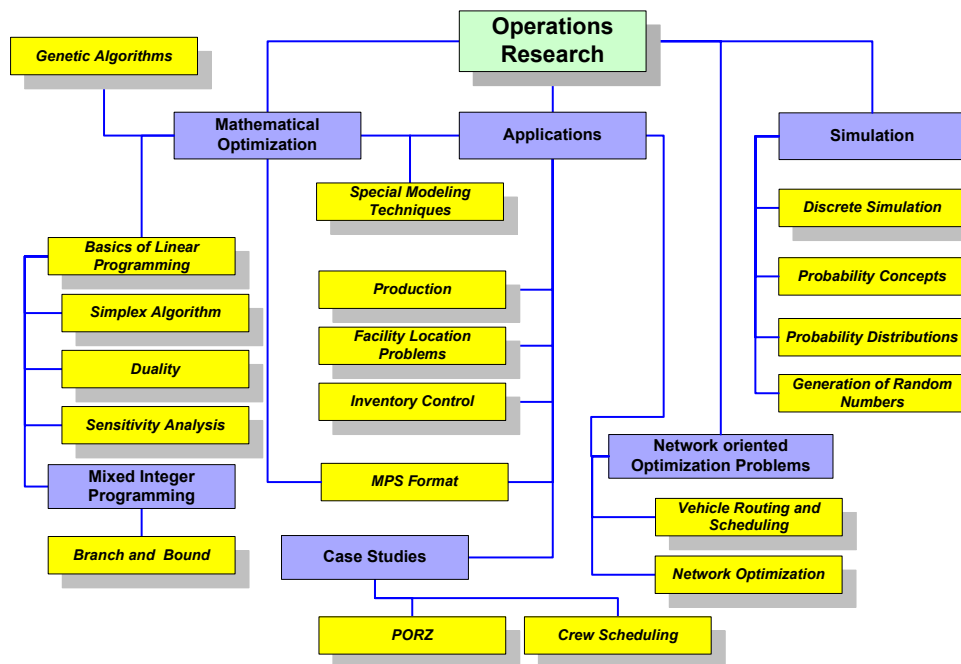 Operations
Research
Genetic Algorithms
Mathematical
Optimization
Applications
Simulation
Special Modeling
Techniques
Discrete Simulation
Basics of Linear
Programming
Probability Concepts
Production
Simplex Algorithm
Facility Location
Problems
Probability Distributions
Duality
Inventory Control
Generation of Random
Numbers
Sensitivity Analysis
Network oriented
Optimization Problems
Mixed Integer
Programming
MPS Format
Vehicle Routing and
Scheduling
Branch and Bound
Case Studies
Network Optimization
PORZ
Crew Scheduling